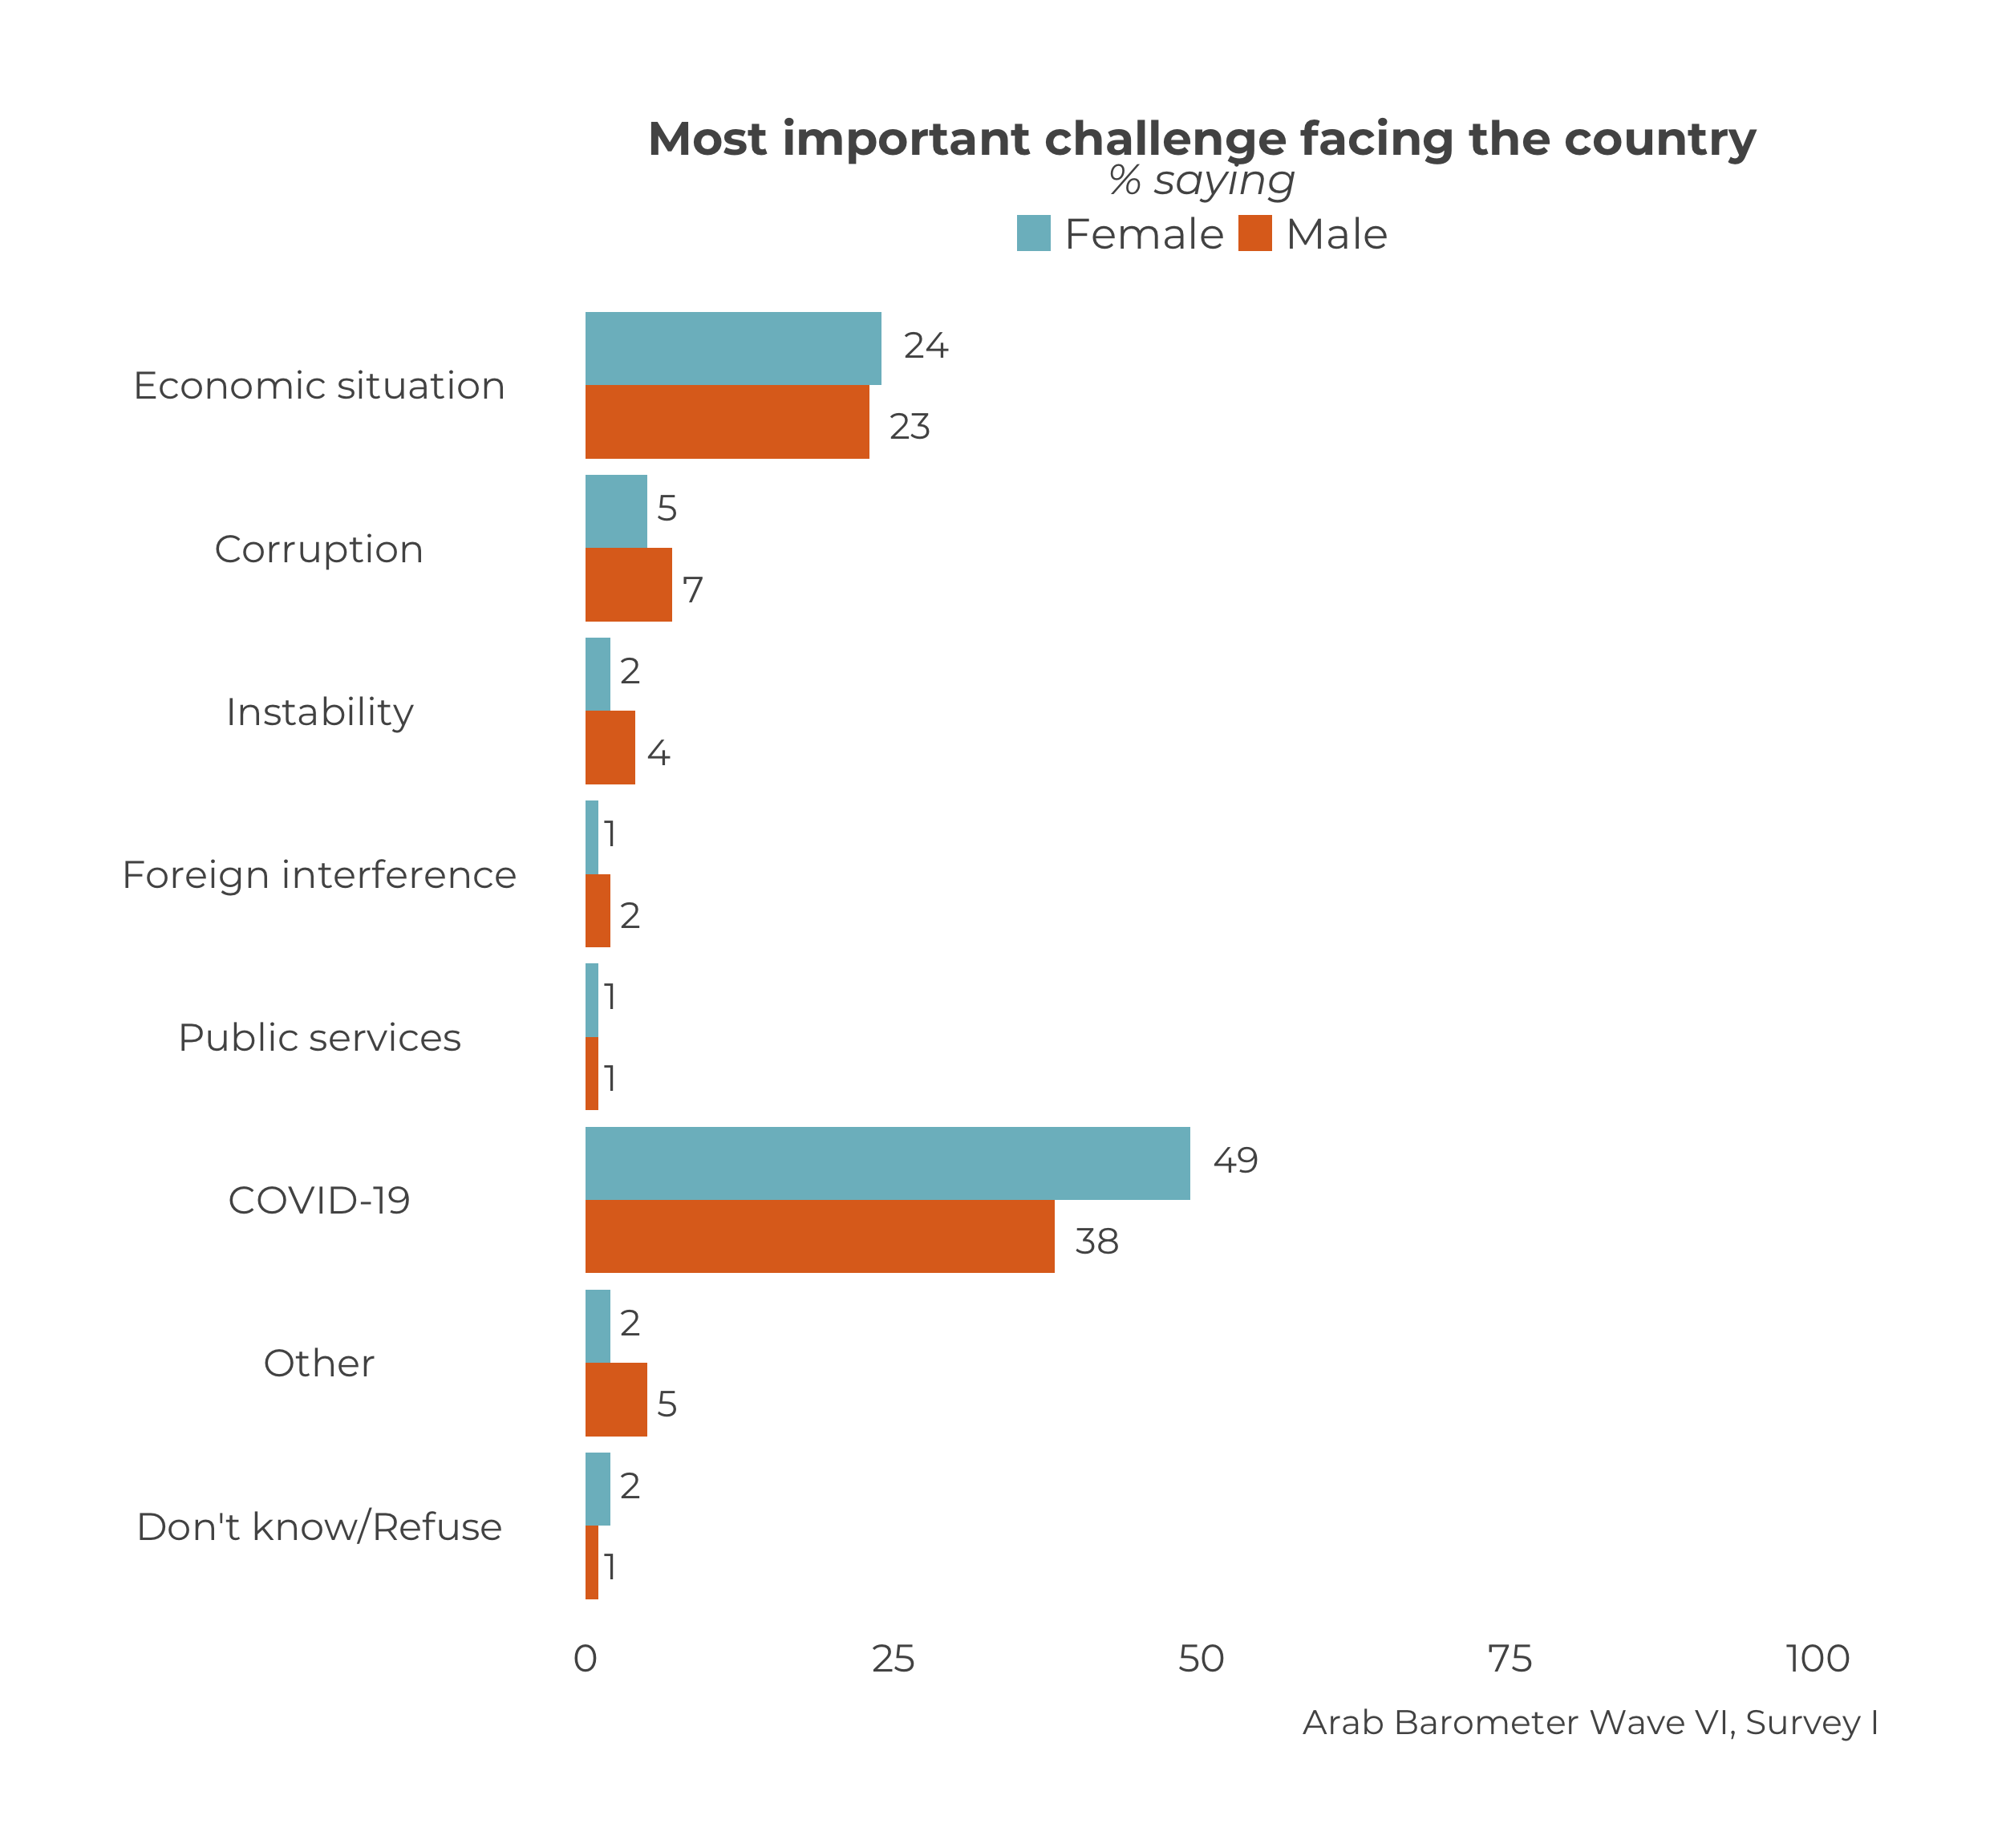 Most important challenge facing the country
% saying
Female Male
Economic situation
24
23
Corruption
5
7
Instability
2
4
Foreign interference
1
2
Public services
1
1
COVID-19
49
38
Other
2
5
Don't know/Refuse
2
1
0 25 50 75 100
Arab Barometer Wave VI, Survey I